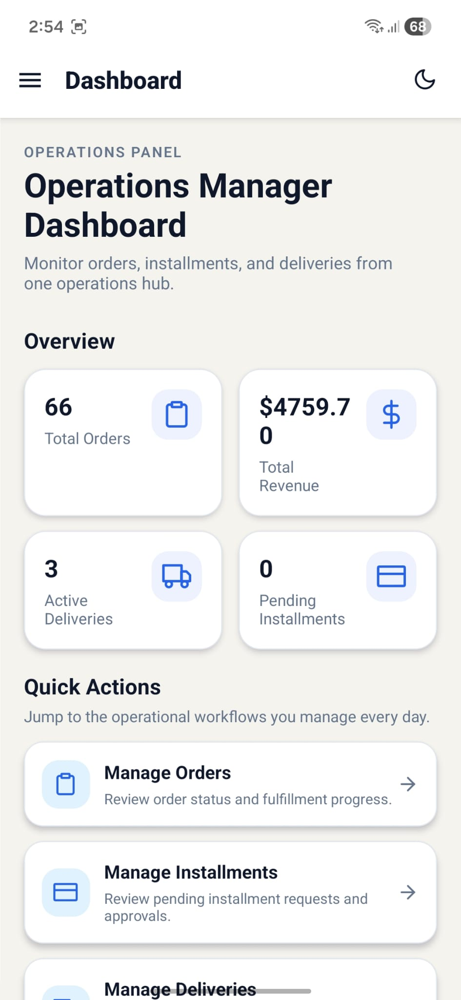 2:54
68
Dashboard
OPERATIONS PANEL
Operations Manager
Dashboard
Monitor orders, installments, and deliveries from
one operations hub.
Overview
66
Total Orders
$4759.7
0
Total
Revenue
3
Active
Deliveries
0
Pending
Installments
Quick Actions
Jump to the operational workflows you manage every day.
Manage Orders
Review order status and fulfillment progress.
Manage Installments
Review pending installment requests and
approvals.
Manage Deliveries